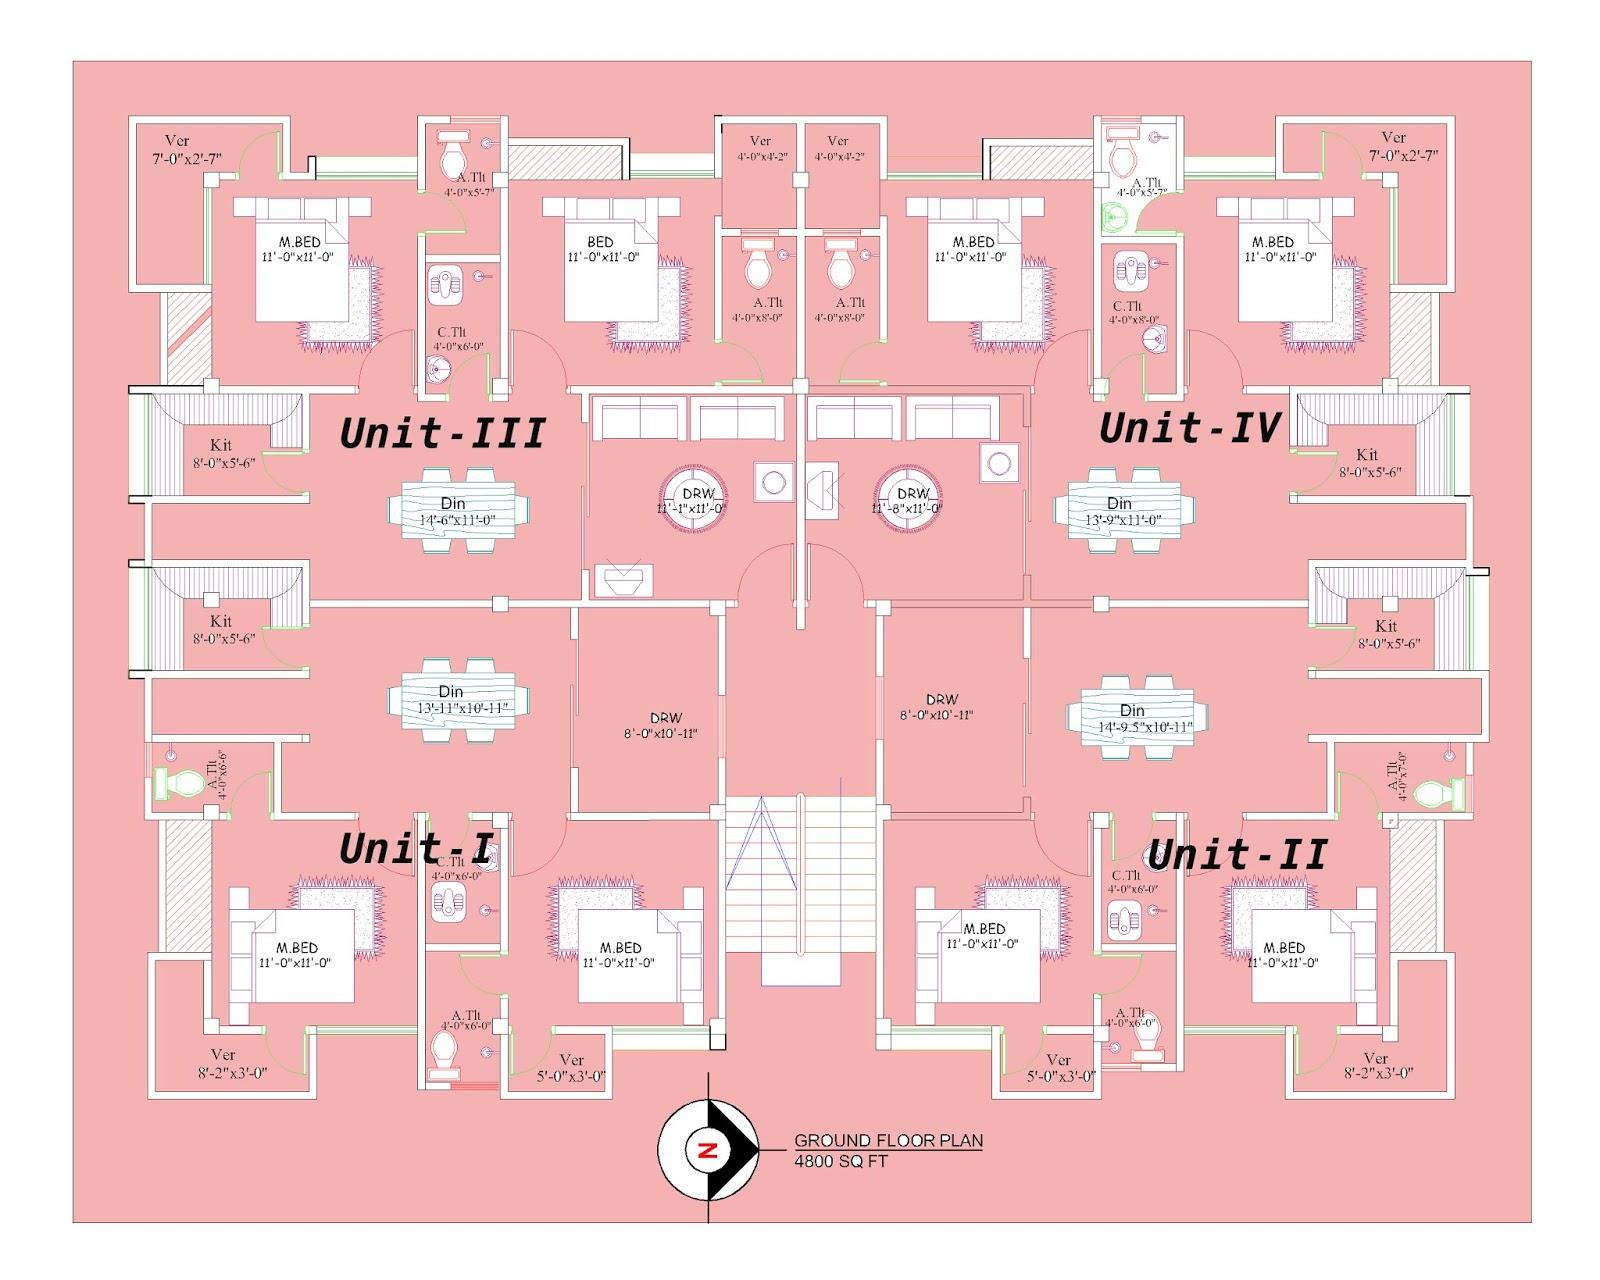 Ver
7'-0"x2'-7"
A.Tlt
4'-0"x5'-7"
Ver
4'-0"x4'-2"
Ver
4'-0"x4'-2"
A.Tlt
4'-0"x5'-7"
Ver
7'-0"x2'-7"
M.BED
11'-0"x11'-0"
BED
11'-0"x11'-0"
M.BED
11'-0"x11'-0"
M.BED
11'-0"x11'-0"
C.Tlt
4'-0"x6'-0"
A.Tlt
4'-0"x8'-0"
A.Tlt
4'-0"x8'-0"
C.Tlt
4'-0"x8'-0"
Unit-III
Unit-IV
Kit
8'-0"x5'-6"
Din
14'-6"x11'-0"
DRW
11'-1"x11'-0"
DRW
11'-8"x11'-0"
Din
13'-9"x11'-0"
Kit
8'-0"x5'-6"
Kit
8'-0"x5'-6"
Din
13'-11"x10'-11"
DRW
8'-0"x10'-11"
DRW
8'-0"x10'-11"
Din
14'-9.5"x10'-11"
Kit
8'-0"x5'-6"
A.Tlt
4'-0"x6'-6"
A.Tlt
4'-0"x7'-0"
Unit-I
Unit-II
C.Tlt
4'-0"x6'-0"
C.Tlt
4'-0"x6'-0"
M.BED
11'-0"x11'-0"
M.BED
11'-0"x11'-0"
M.BED
11'-0"x11'-0"
M.BED
11'-0"x11'-0"
A.Tlt
4'-0"x6'-0"
A.Tlt
4'-0"x6'-0"
Ver
8'-2"x3'-0"
Ver
5'-0"x3'-0"
Ver
5'-0"x3'-0"
Ver
8'-2"x3'-0"
N
GROUND FLOOR PLAN
4800 SQ FT